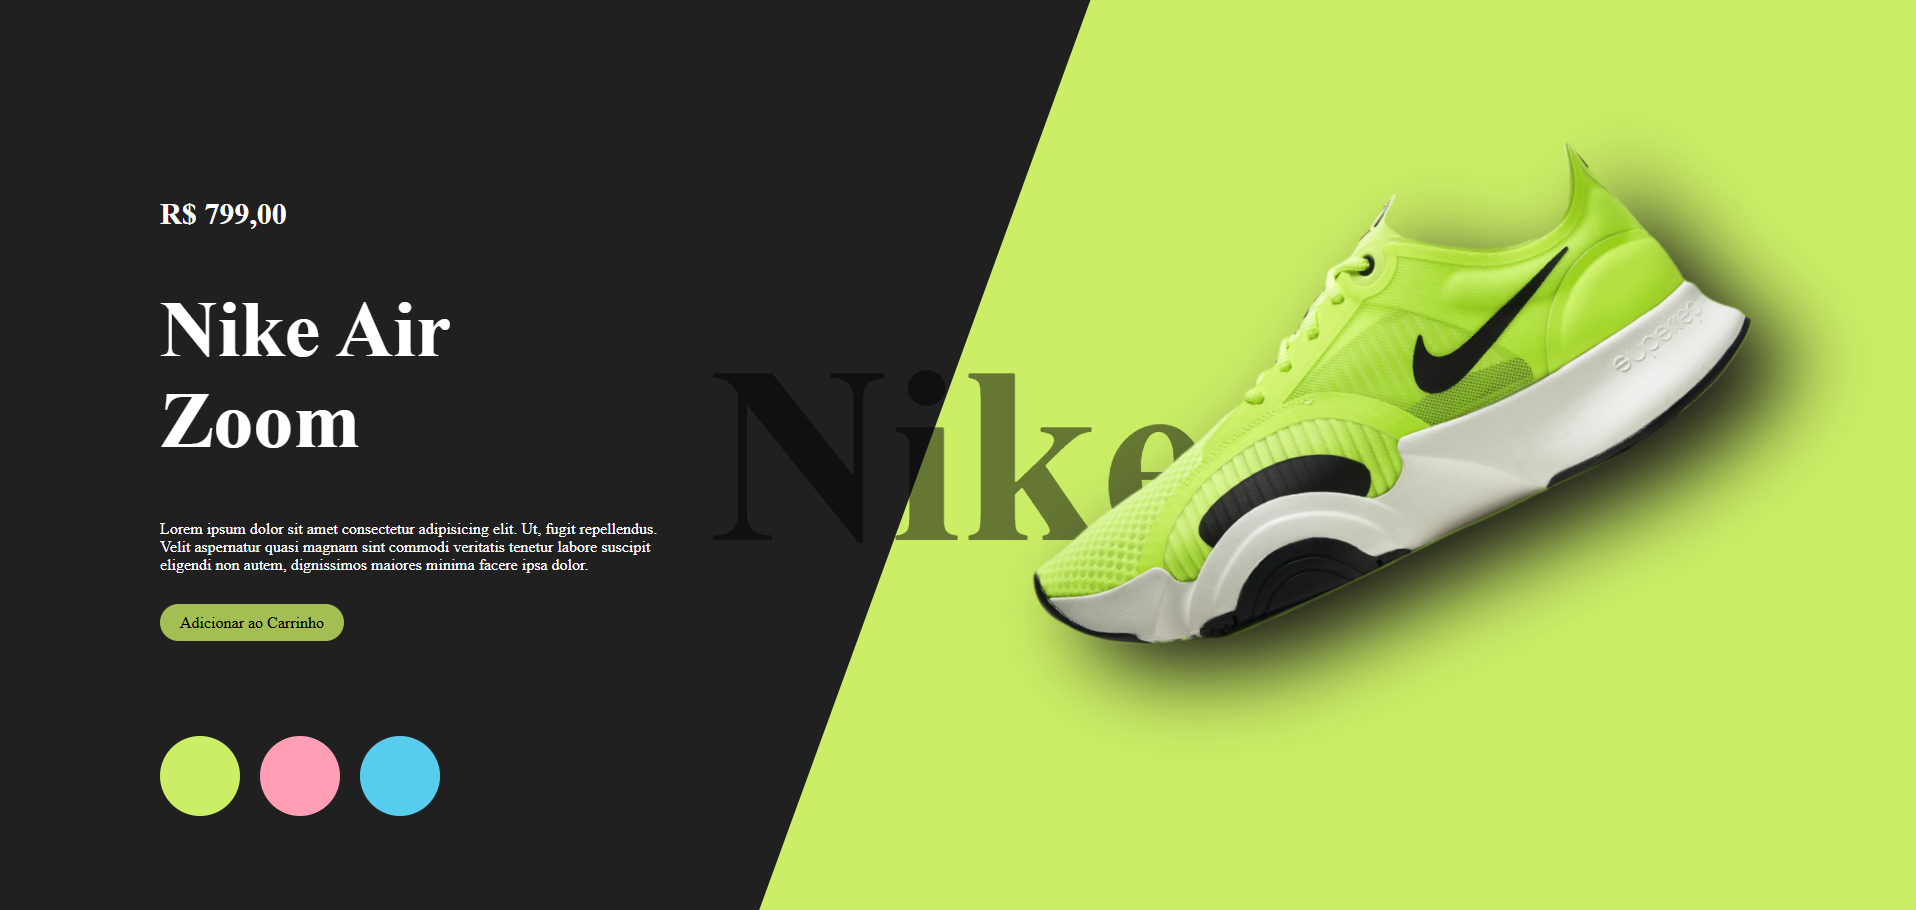 R$ 799,00
Nike Air
Zoom
Nike
Lorem ipsum dolor sit amet consectetur adipisicing elit. Ut, fugit repellendus.
Velit aspernatur quasi magnam sint commodi veritatis tenetur labore suscipit
eligendi non autem, dignissimos maiores minima facere ipsa dolor.
Adicionar ao Carrinho
superrep